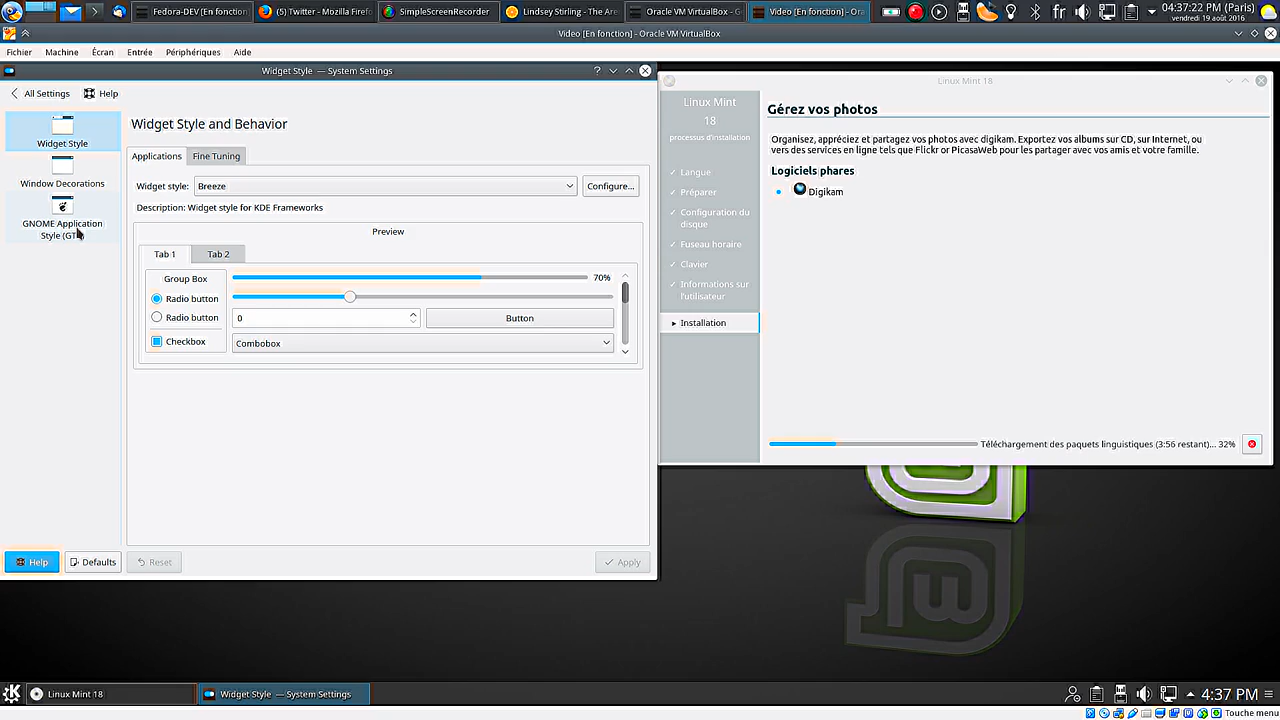 Fedora-DEV [En fonction]
(5) Twitter - Mozilla Firef
SimpleScreenRecorder
Lindsey Stirling - The Are
Oracle VM VirtualBox - G
Video [En fonction] - Ora
fr
04:37:22 PM (Paris)
vendredi 19 août 2016
Video [En fonction] - Oracle VM VirtualBox
Fichier Machine Écran Entrée Périphériques Aide
Widget Style — System Settings
All Settings Help
Widget Style
Window Decorations
GNOME Application
Style (GT
Widget Style and Behavior
Applications Fine Tuning
Widget style: Breeze Configure...
Description: Widget style for KDE Frameworks
Preview
Tab 1 Tab 2
Group Box 70%
Radio button
Radio button 0 Button
Checkbox Combobox
Help Defaults Reset Apply
Linux Mint 18
Linux Mint
18
processus d'installation
Langue
Préparer
Configuration du
disque
Fuseau horaire
Clavier
Informations sur
l'utilisateur
Installation
Gérez vos photos
Organisez, appréciez et partagez vos photos avec digikam. Exportez vos albums sur CD, sur Internet, ou
vers des services en ligne tels que Flickr or PicasaWeb pour les partager avec vos amis et votre famille.
Logiciels phares
Digikam
Téléchargement des paquets linguistiques (3:56 restant)... 32%
Linux Mint 18
Widget Style — System Settings
4:37 PM
Touche menu